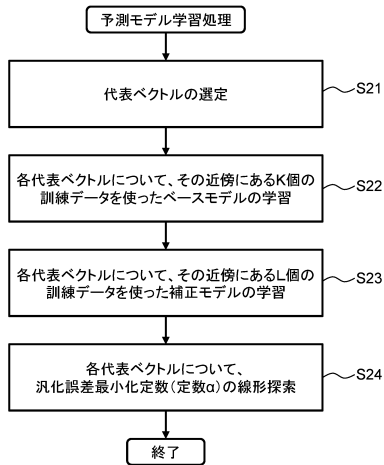 予測モデル学習処理
代表ベクトルの選定
S21
各代表ベクトルについて、その近傍にあるK個の
訓練データを使ったベースモデルの学習
S22
各代表ベクトルについて、その近傍にあるL個の
訓練データを使った補正モデルの学習
S23
各代表ベクトルについて、
汎化誤差最小化定数(定数α)の線形探索
S24
終了